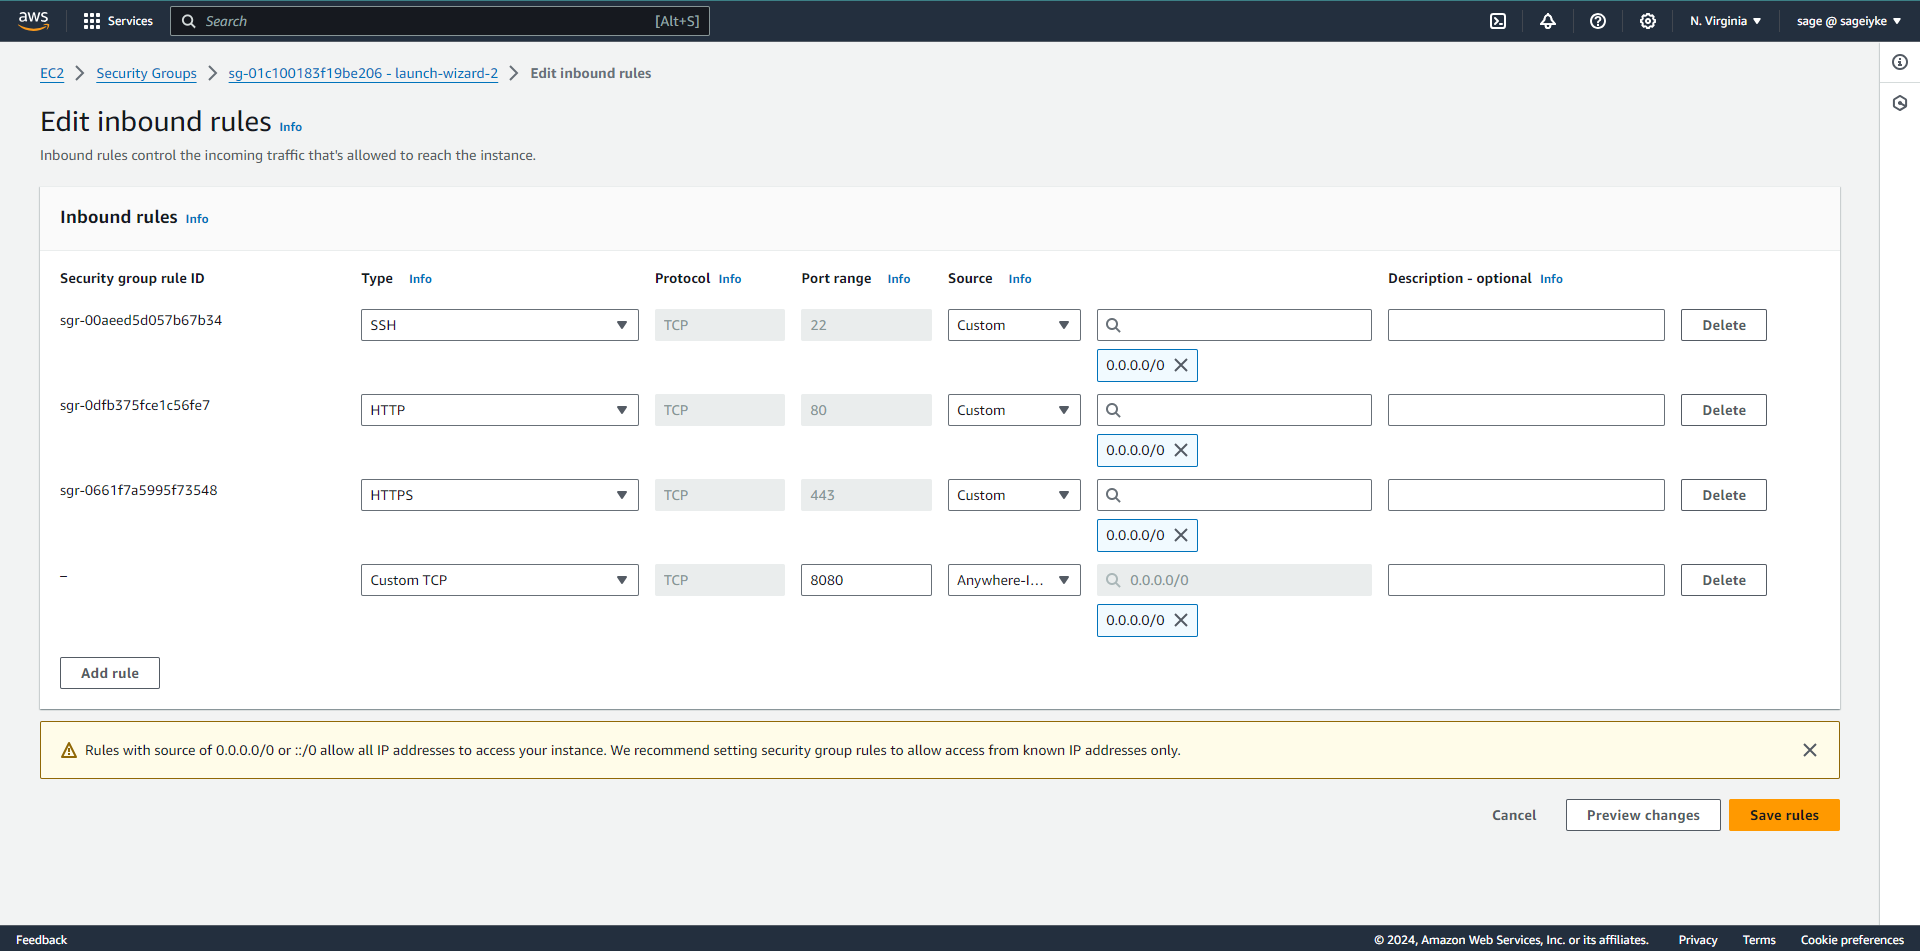 aws Services Search [Alt+S] N. Virginia sage @ sageiyke
EC2 Security Groups sg-01c100183f19be206 - launch-wizard-2 Edit inbound rules
Edit inbound rules Info
Inbound rules control the incoming traffic that's allowed to reach the instance.
Inbound rules Info
Security group rule ID Type Info Protocol Info Port range Info Source Info Description - optional Info
sgr-00aeed5d057b67b34 SSH TCP 22 Custom Delete
0.0.0.0/0
sgr-0dfb375fce1c56fe7 HTTP TCP 80 Custom Delete
0.0.0.0/0
sgr-0661f7a5995f73548 HTTPS TCP 443 Custom Delete
0.0.0.0/0
– Custom TCP TCP 8080 Anywhere-I... 0.0.0.0/0 Delete
0.0.0.0/0
Add rule
Rules with source of 0.0.0.0/0 or ::/0 allow all IP addresses to access your instance. We recommend setting security group rules to allow access from known IP addresses only.
Cancel Preview changes Save rules
Feedback © 2024, Amazon Web Services, Inc. or its affiliates. Privacy Terms Cookie preferences